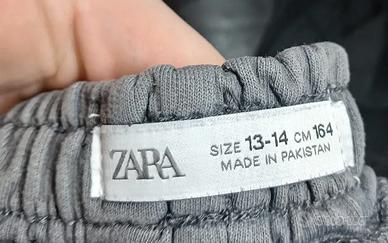 ZARA
SIZE 13-14 CM 164
MADE IN PAKISTAN